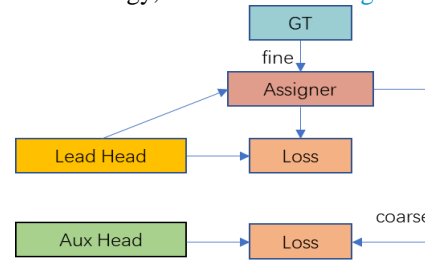 GT
fine
Assigner
Lead Head
Loss
coarse
Aux Head
Loss